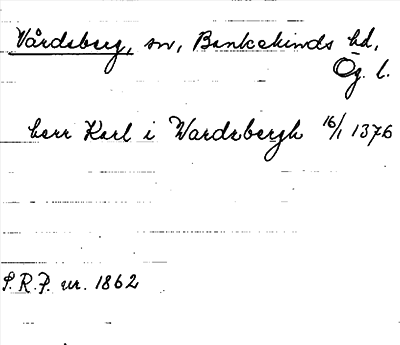 Vårdsberg, sn, Bankekinds hd,
Ög. l.
herr Karl i Wardsbergh 16/1 1376
S.R.P. nr. 1862